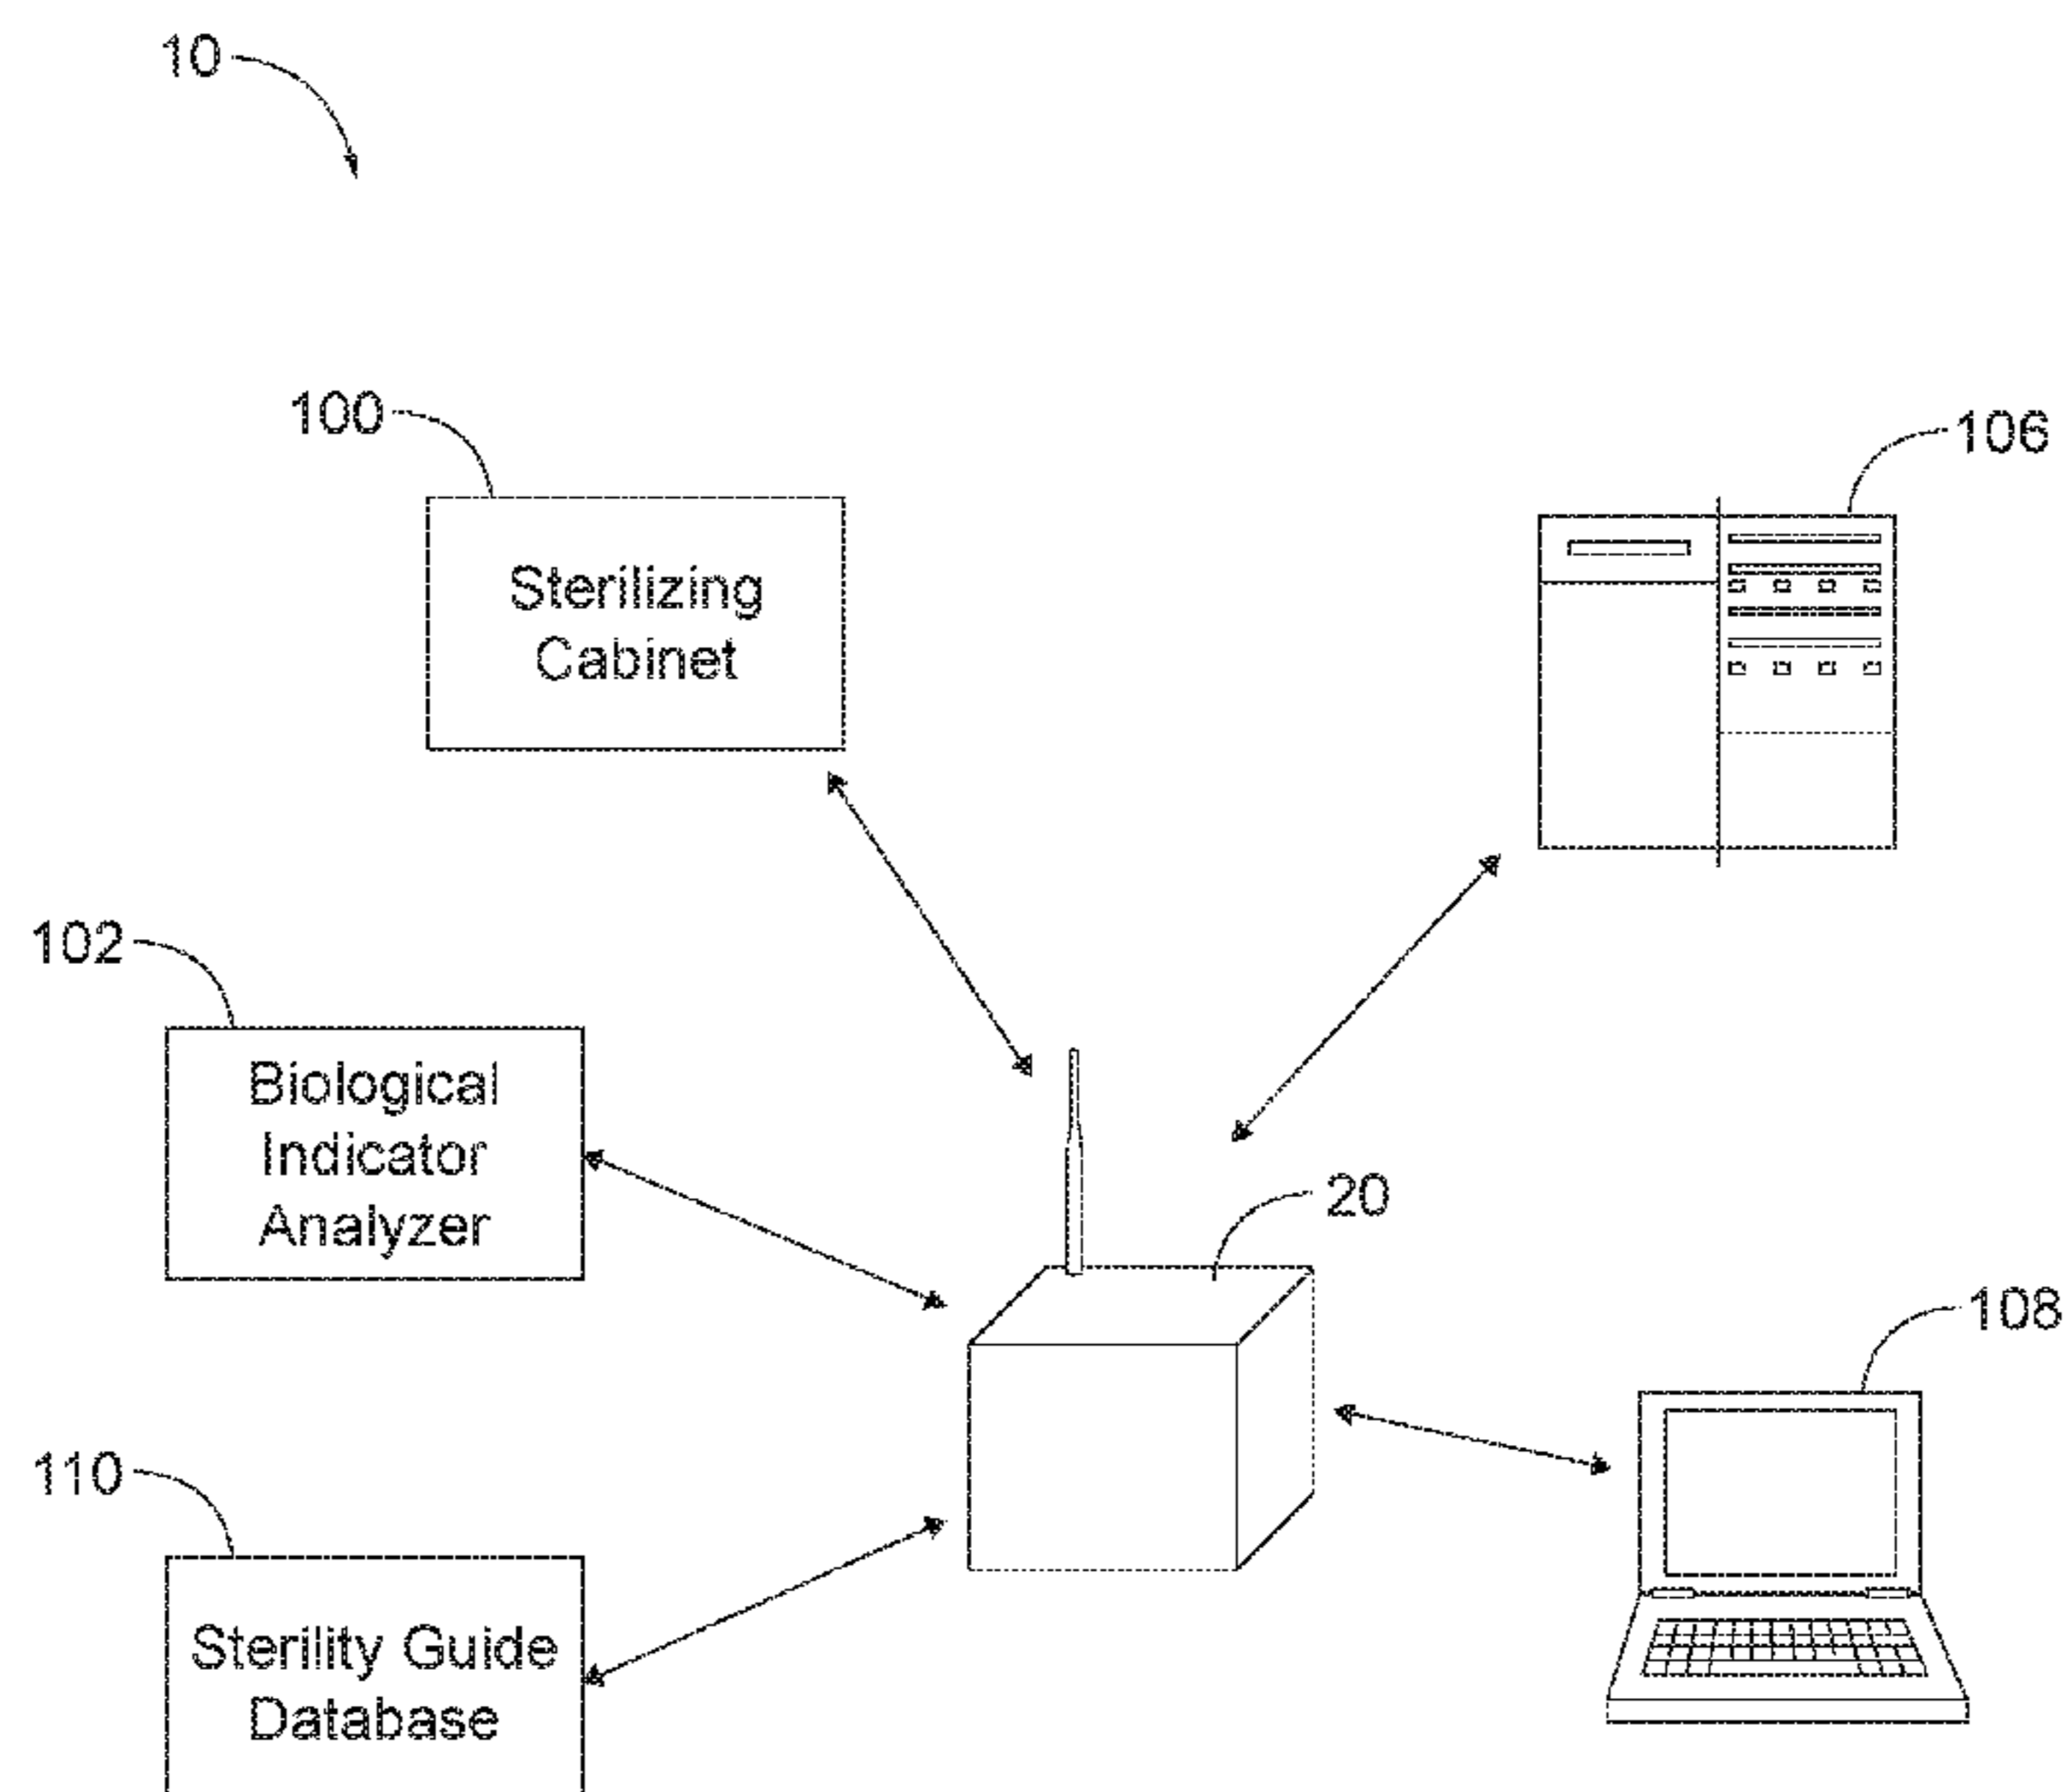 10
100
106
Sterilizing
Cabinet
102
Biological
Indicator
Analyzer
20
108
110
Sterility Guide
Database